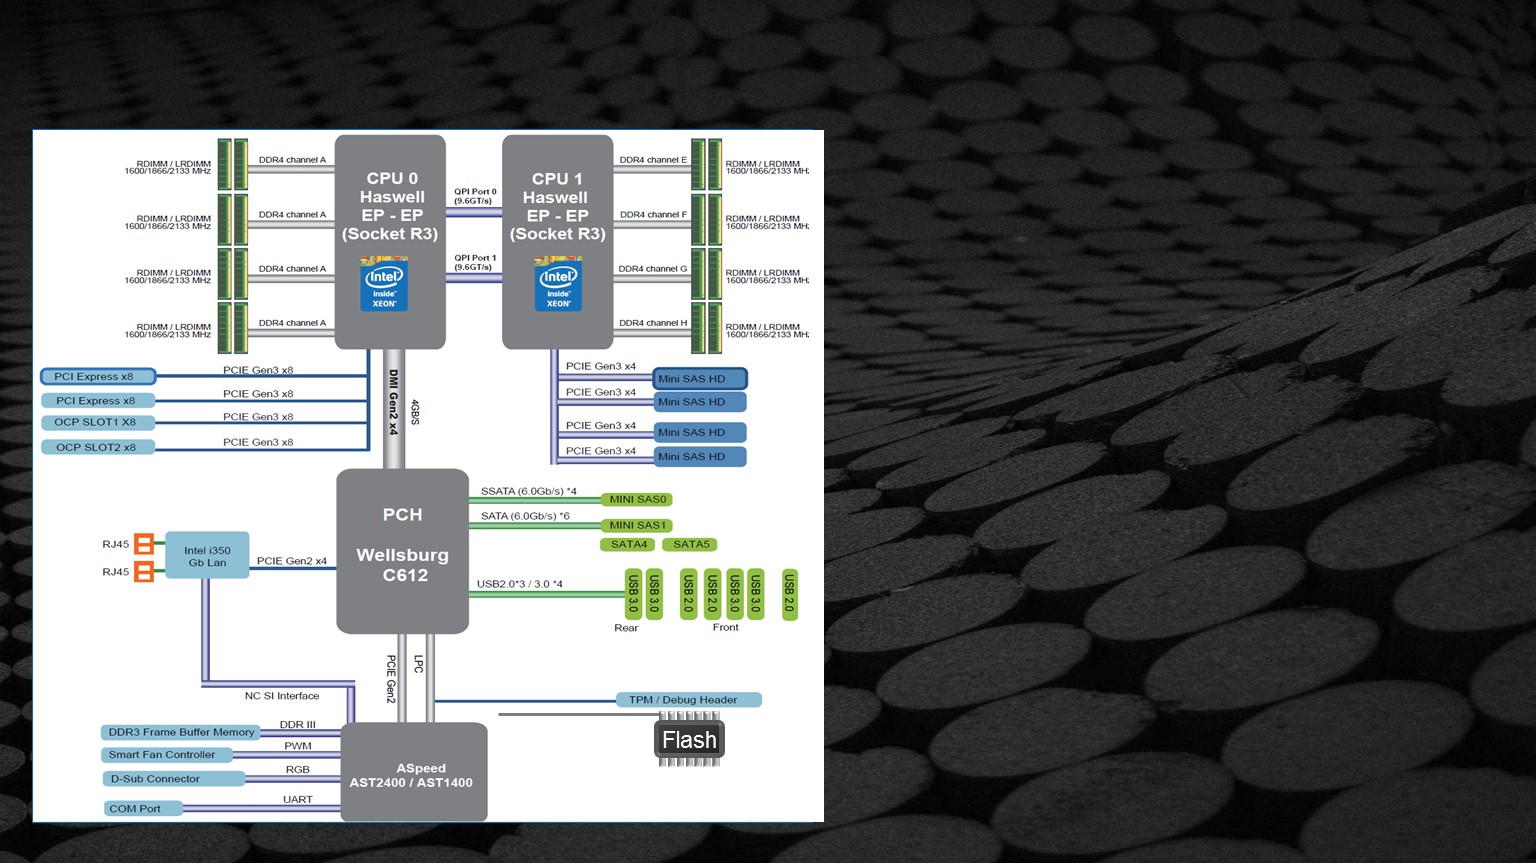 RDIMM / LRDIMM
1600/1866/2133 MHz
DDR4 channel A
RDIMM / LRDIMM
1600/1866/2133 MHz
DDR4 channel A
RDIMM / LRDIMM
1600/1866/2133 MHz
DDR4 channel A
RDIMM / LRDIMM
1600/1866/2133 MHz
DDR4 channel A
CPU 0
Haswell
EP - EP
(Socket R3)
intel
inside™
XEON®
QPI Port 0
(9.6GT/s)
QPI Port 1
(9.6GT/s)
CPU 1
Haswell
EP - EP
(Socket R3)
intel
inside™
XEON®
DDR4 channel E
RDIMM / LRDIMM
1600/1866/2133 MHz
DDR4 channel F
RDIMM / LRDIMM
1600/1866/2133 MHz
DDR4 channel G
RDIMM / LRDIMM
1600/1866/2133 MHz
DDR4 channel H
RDIMM / LRDIMM
1600/1866/2133 MHz
PCI Express x8
PCIE Gen3 x8
PCI Express x8
PCIE Gen3 x8
OCP SLOT1 X8
PCIE Gen3 x8
OCP SLOT2 x8
PCIE Gen3 x8
DMI Gen2 x4
4GB/S
PCIE Gen3 x4
Mini SAS HD
PCIE Gen3 x4
Mini SAS HD
PCIE Gen3 x4
Mini SAS HD
PCIE Gen3 x4
Mini SAS HD
PCH
Wellsburg
C612
SSATA (6.0Gb/s) *4
MINI SAS0
SATA (6.0Gb/s) *6
MINI SAS1
SATA4
SATA5
RJ45
RJ45
Intel i350
Gb Lan
PCIE Gen2 x4
USB2.0*3 / 3.0 *4
USB 3.0
USB 3.0
USB 2.0
USB 2.0
USB 3.0
USB 3.0
USB 2.0
Rear
Front
PCIE Gen2
LPC
NC SI Interface
TPM / Debug Header
Flash
DDR3 Frame Buffer Memory
DDR III
Smart Fan Controller
PWM
D-Sub Connector
RGB
COM Port
UART
ASpeed
AST2400 / AST1400